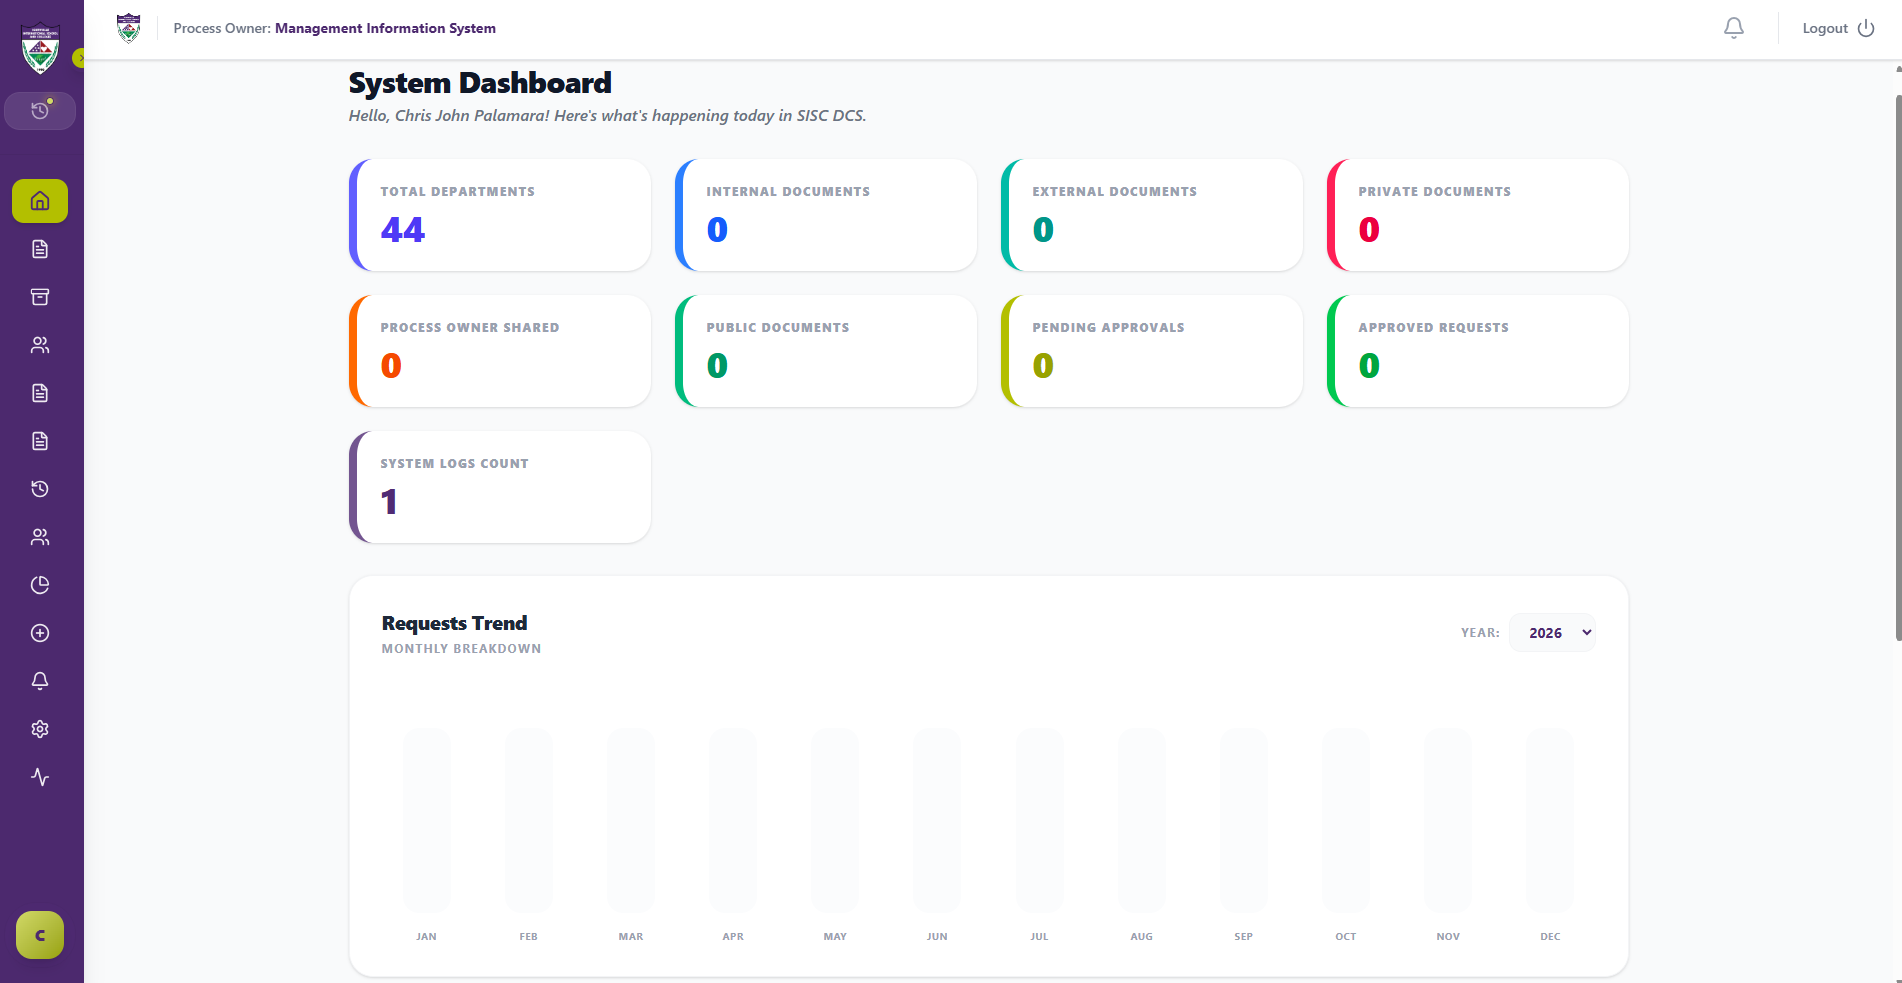 Process Owner: Management Information System
Logout
System Dashboard
Hello, Chris John Palamara! Here's what's happening today in SISC DCS.
TOTAL DEPARTMENTS
44
INTERNAL DOCUMENTS
0
EXTERNAL DOCUMENTS
0
PRIVATE DOCUMENTS
0
PROCESS OWNER SHARED
0
PUBLIC DOCUMENTS
0
PENDING APPROVALS
0
APPROVED REQUESTS
0
SYSTEM LOGS COUNT
1
Requests Trend
MONTHLY BREAKDOWN
YEAR: 2026
JAN FEB MAR APR MAY JUN JUL AUG SEP OCT NOV DEC
C